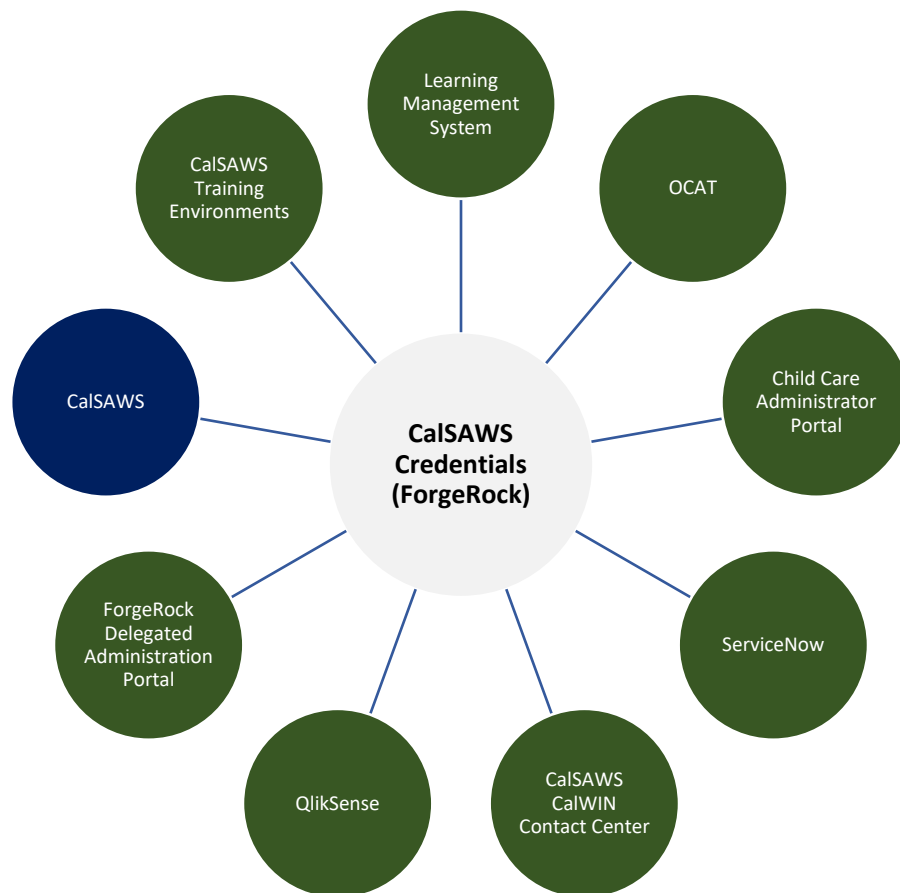 Learning
Management
System
OCAT
Child Care
Administrator
Portal
ServiceNow
CalSAWS
CalWIN
Contact Center
QlikSense
ForgeRock
Delegated
Administration
Portal
CalSAWS
CalSAWS
Training
Environments
CalSAWS
Credentials
(ForgeRock)